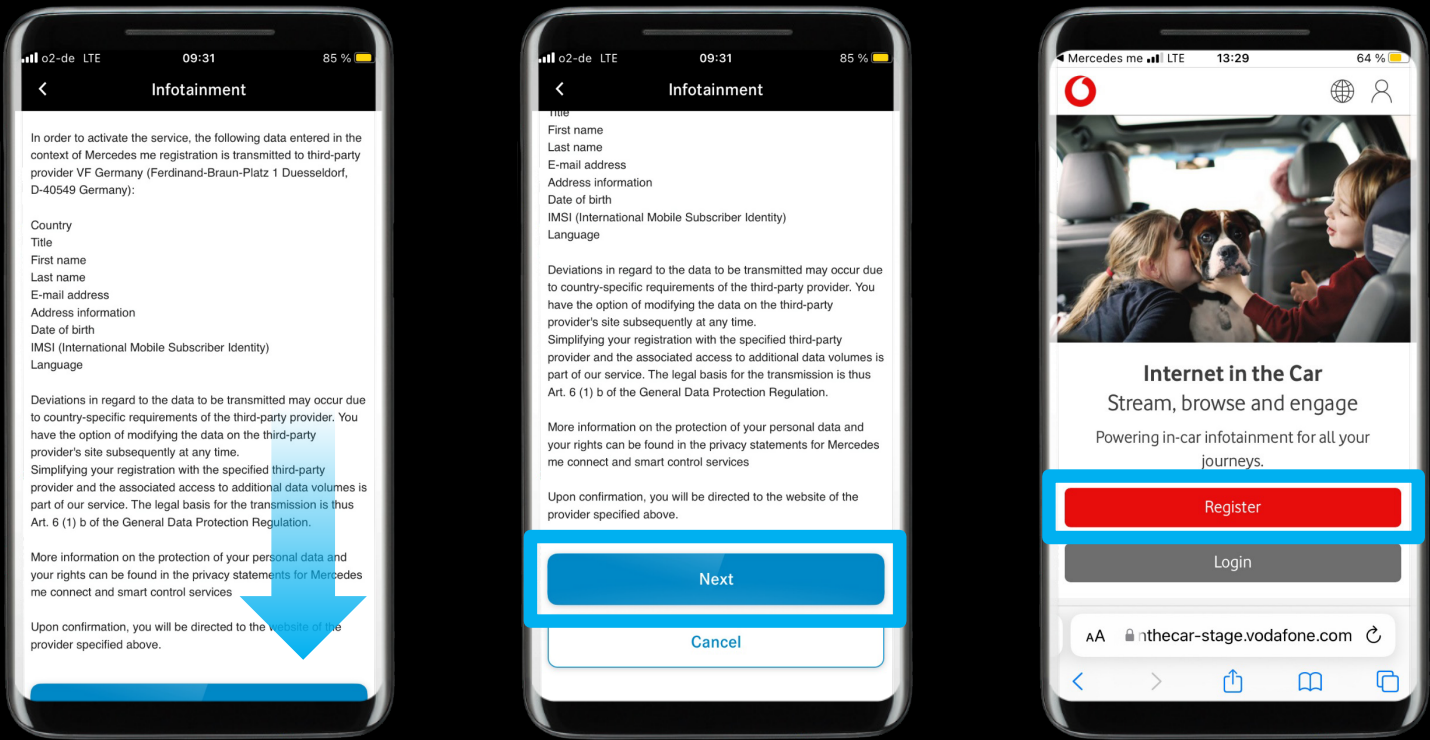 o2-de LTE 09:31 85 %
Infotainment
In order to activate the service, the following data entered in the
context of Mercedes me registration is transmitted to third-party
provider VF Germany (Ferdinand-Braun-Platz 1 Duesseldorf,
D-40549 Germany):
Country
Title
First name
Last name
E-mail address
Address information
Date of birth
IMSI (International Mobile Subscriber Identity)
Language
Deviations in regard to the data to be transmitted may occur due
to country-specific requirements of the third-party provider. You
have the option of modifying the data on the third-party
provider's site subsequently at any time.
Simplifying your registration with the specified third-party
provider and the associated access to additional data volumes is
part of our service. The legal basis for the transmission is thus
Art. 6 (1) b of the General Data Protection Regulation.
More information on the protection of your personal data and
your rights can be found in the privacy statements for Mercedes
me connect and smart control services
Upon confirmation, you will be directed to the website of the
provider specified above.
o2-de LTE 09:31 85 %
Infotainment
Title
First name
Last name
E-mail address
Address information
Date of birth
IMSI (International Mobile Subscriber Identity)
Language
Deviations in regard to the data to be transmitted may occur due
to country-specific requirements of the third-party provider. You
have the option of modifying the data on the third-party
provider's site subsequently at any time.
Simplifying your registration with the specified third-party
provider and the associated access to additional data volumes is
part of our service. The legal basis for the transmission is thus
Art. 6 (1) b of the General Data Protection Regulation.
More information on the protection of your personal data and
your rights can be found in the privacy statements for Mercedes
me connect and smart control services
Upon confirmation, you will be directed to the website of the
provider specified above.
Next
Cancel
Mercedes me LTE 13:29 64 %
Internet in the Car
Stream, browse and engage
Powering in-car infotainment for all your
journeys.
Register
Login
AA nthecar-stage.vodafone.com